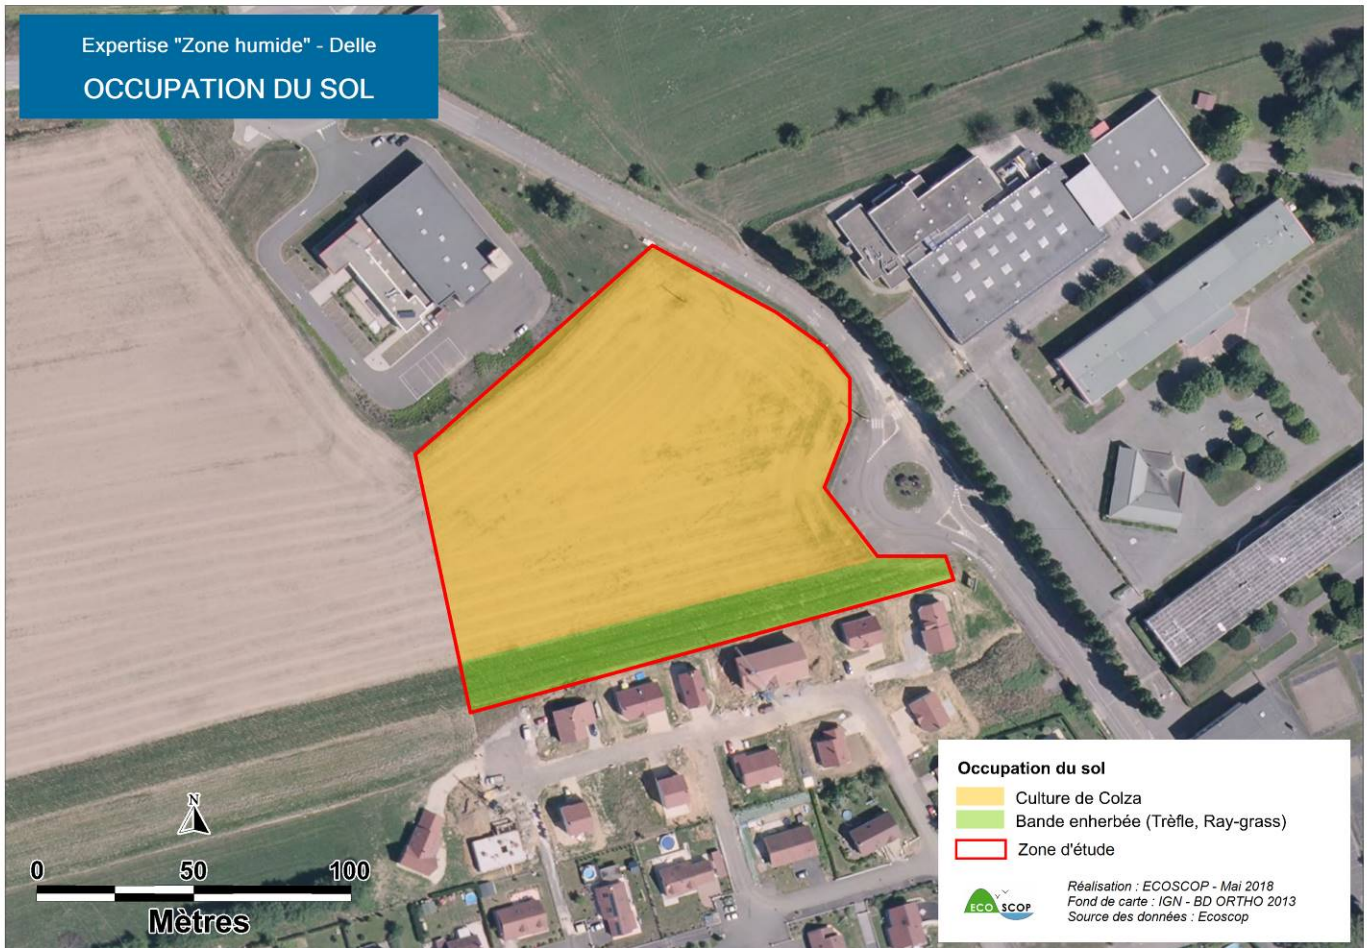 Expertise "Zone humide" - Delle
OCCUPATION DU SOL
N
0 50 100
Mètres
Occupation du sol
Culture de Colza
Bande enherbée (Trèfle, Ray-grass)
Zone d'étude
ECO SCOP
Réalisation : ECOSCOP - Mai 2018
Fond de carte : IGN - BD ORTHO 2013
Source des données : Ecoscop